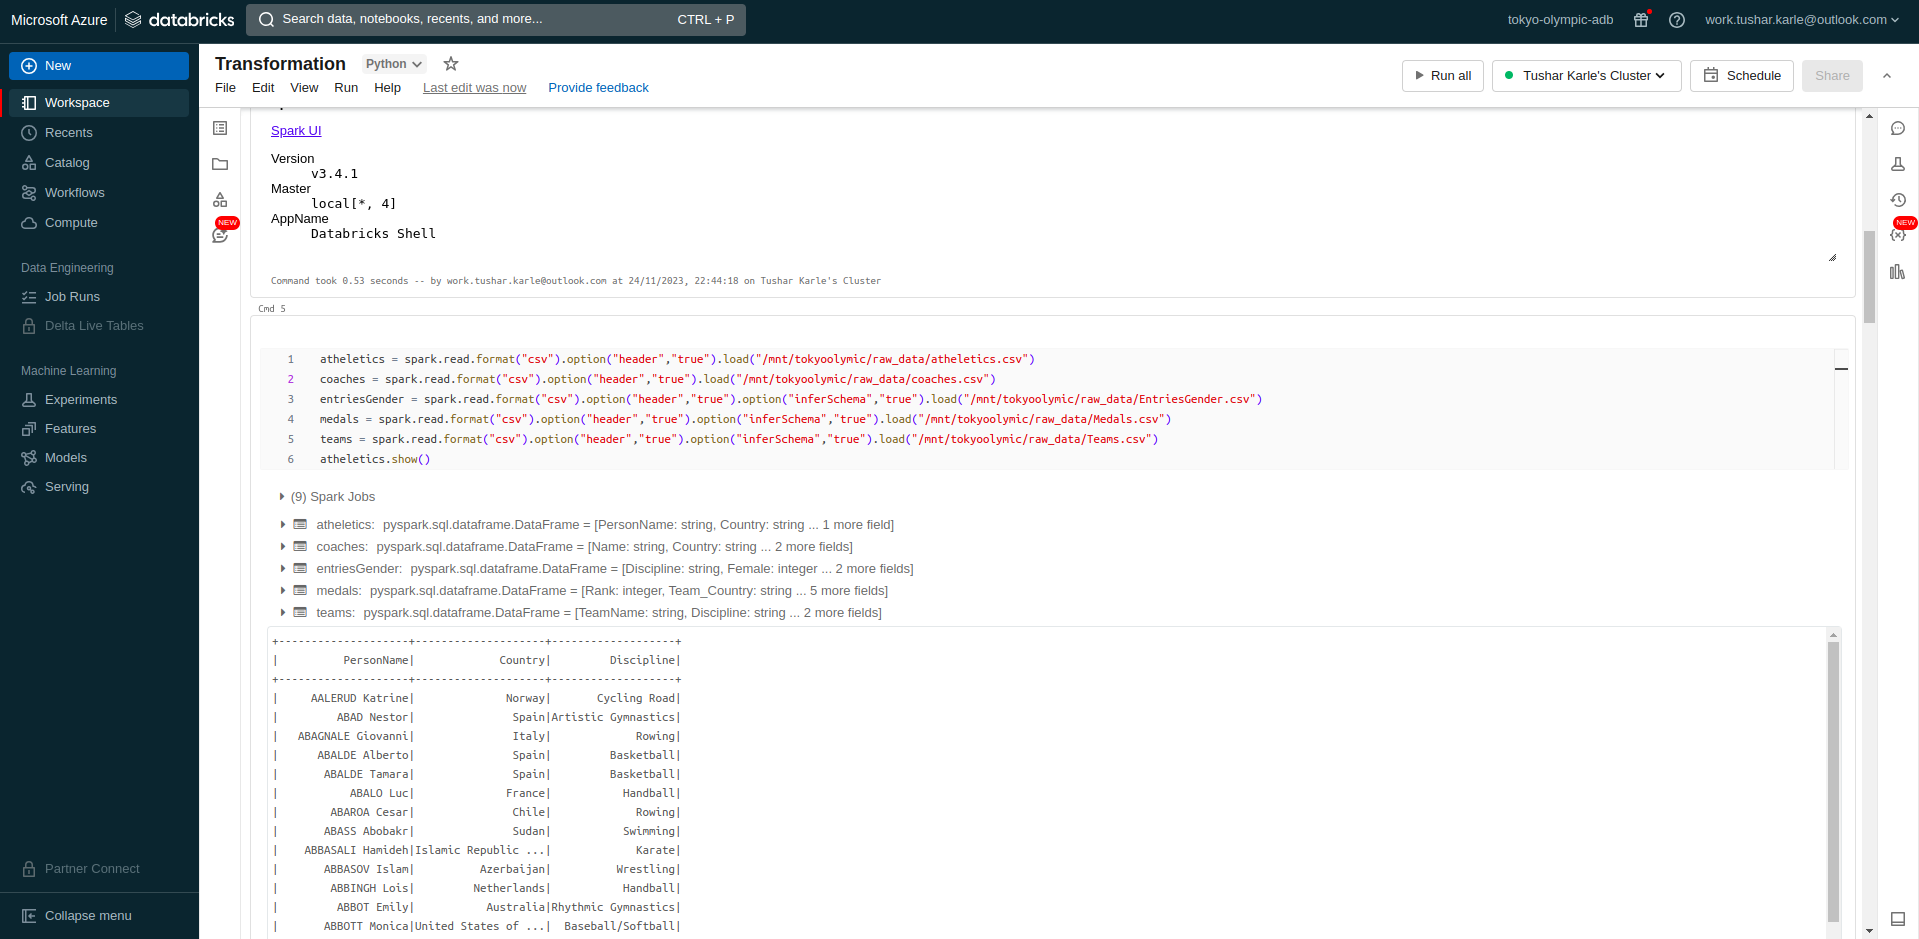 Microsoft Azure databricks Search data, notebooks, recents, and more... CTRL + P tokyo-olympic-adb work.tushar.karle@outlook.com
New
Workspace
Recents
Catalog
Workflows
Compute
Data Engineering
Job Runs
Delta Live Tables
Machine Learning
Experiments
Features
Models
Serving
Partner Connect
Collapse menu
Transformation Python
File Edit View Run Help Last edit was now Provide feedback
Run all Tushar Karle's Cluster Schedule Share
NEW
NEW
Spark UI
Version
v3.4.1
Master
local[*, 4]
AppName
Databricks Shell
Command took 0.53 seconds -- by work.tushar.karle@outlook.com at 24/11/2023, 22:44:18 on Tushar Karle's Cluster
Cmd 5
1 atheletics = spark.read.format("csv").option("header","true").load("/mnt/tokyoolymic/raw_data/atheletics.csv")
2 coaches = spark.read.format("csv").option("header","true").load("/mnt/tokyoolymic/raw_data/coaches.csv")
3 entriesGender = spark.read.format("csv").option("header","true").option("inferSchema","true").load("/mnt/tokyoolymic/raw_data/EntriesGender.csv")
4 medals = spark.read.format("csv").option("header","true").option("inferSchema","true").load("/mnt/tokyoolymic/raw_data/Medals.csv")
5 teams = spark.read.format("csv").option("header","true").option("inferSchema","true").load("/mnt/tokyoolymic/raw_data/Teams.csv")
6 atheletics.show()
(9) Spark Jobs
atheletics: pyspark.sql.dataframe.DataFrame = [PersonName: string, Country: string ... 1 more field]
coaches: pyspark.sql.dataframe.DataFrame = [Name: string, Country: string ... 2 more fields]
entriesGender: pyspark.sql.dataframe.DataFrame = [Discipline: string, Female: integer ... 2 more fields]
medals: pyspark.sql.dataframe.DataFrame = [Rank: integer, Team_Country: string ... 5 more fields]
teams: pyspark.sql.dataframe.DataFrame = [TeamName: string, Discipline: string ... 2 more fields]
+--------------------+-------------------+-------------------+
|          PersonName|            Country|         Discipline|
+--------------------+-------------------+-------------------+
|     AALERUD Katrine|             Norway|       Cycling Road|
|         ABAD Nestor|              Spain|Artistic Gymnastics|
|   ABAGNALE Giovanni|              Italy|             Rowing|
|      ABALDE Alberto|              Spain|         Basketball|
|       ABALDE Tamara|              Spain|         Basketball|
|           ABALO Luc|             France|           Handball|
|        ABAROA Cesar|              Chile|             Rowing|
|       ABASS Abobakr|              Sudan|           Swimming|
|    ABBASALI Hamideh|Islamic Republic ...|             Karate|
|       ABBASOV Islam|         Azerbaijan|          Wrestling|
|        ABBINGH Lois|        Netherlands|           Handball|
|         ABBOT Emily|          Australia|Rhythmic Gymnastics|
|       ABBOTT Monica|United States of ...|  Baseball/Softball|